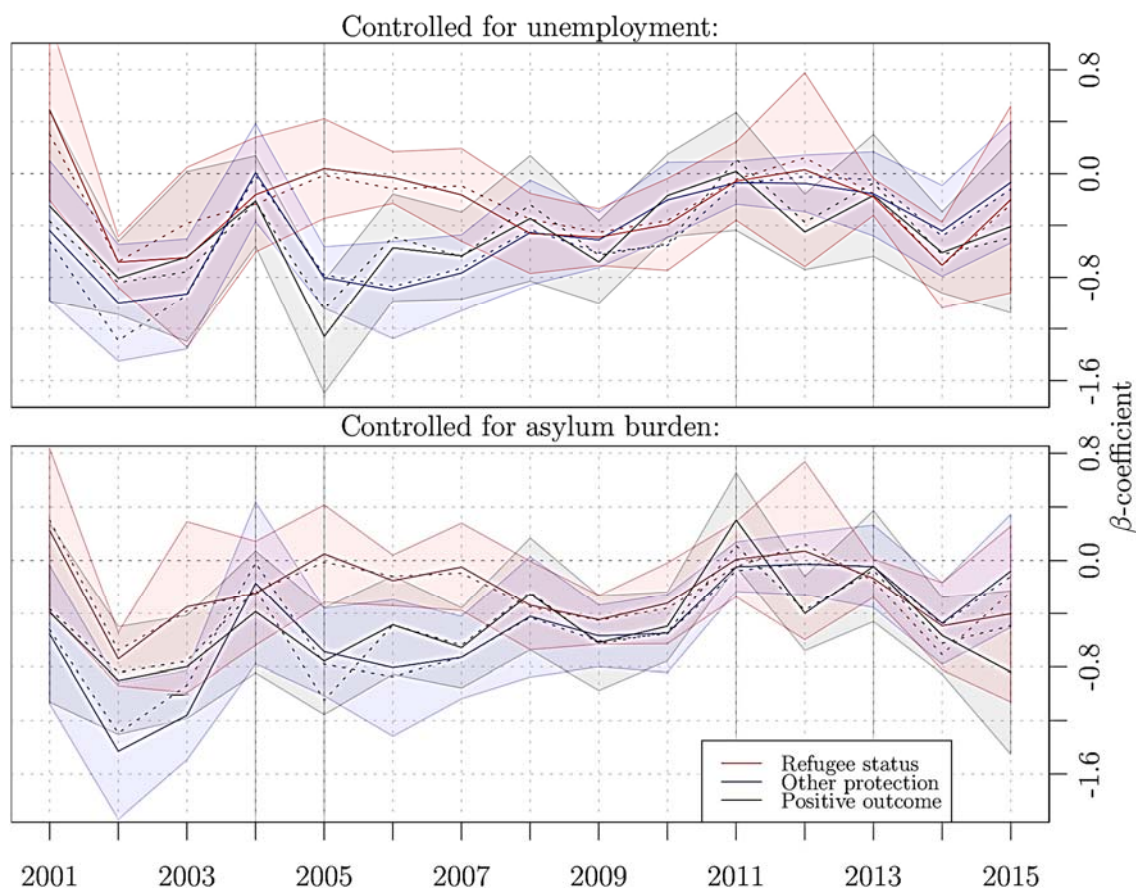 Controlled for unemployment:
0.8
0.0
-0.8
-1.6
Controlled for asylum burden:
0.8
0.0
-0.8
-1.6
β-coefficient
Refugee status
Other protection
Positive outcome
2001 2003 2005 2007 2009 2011 2013 2015